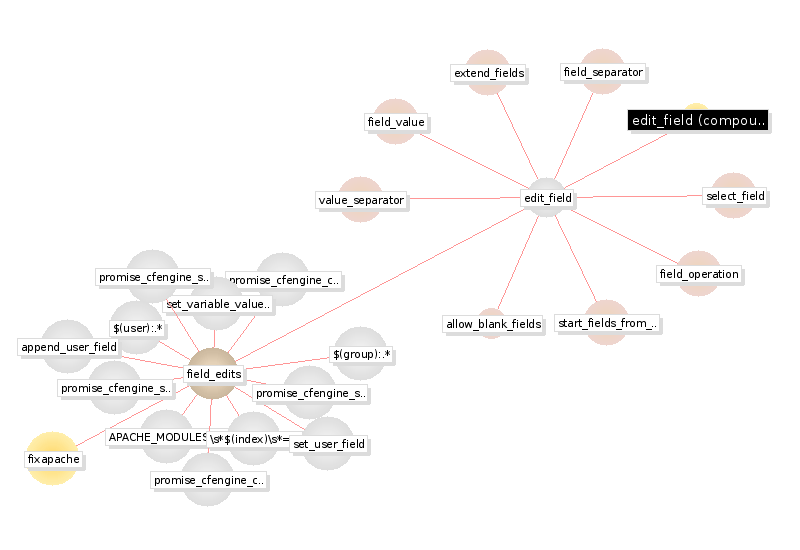 extend_fields
field_separator
field_value
edit_field (compou..
value_separator
edit_field
select_field
field_operation
promise_cfengine_s..
promise_cfengine_c..
set_variable_value..
allow_blank_fields
start_fields_from_..
$(user):.*
append_user_field
$(group):.*
field_edits
promise_cfengine_s..
promise_cfengine_s..
APACHE_MODULES
\s*$(index)\s*=
set_user_field
fixapache
promise_cfengine_c..